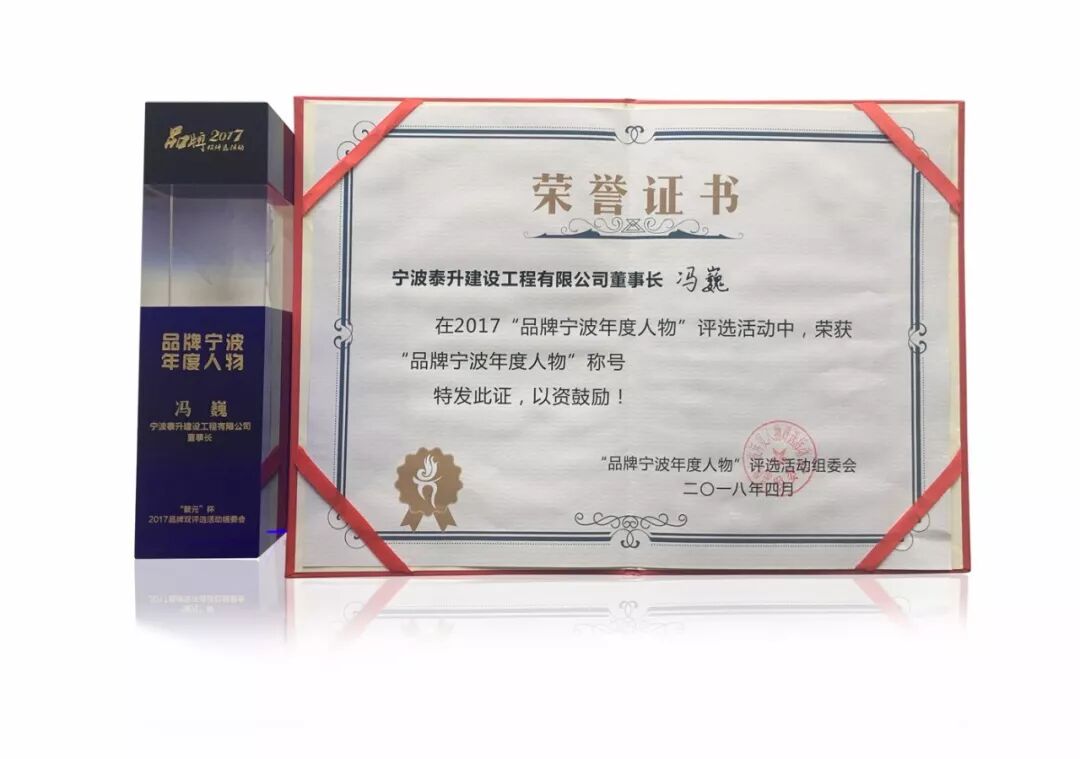 品牌2017
双评选活动
品牌宁波
年度人物
冯 巍
宁波泰升建设工程有限公司
董事长
2017品牌双评选活动组委会
荣誉证书
宁波泰升建设工程有限公司董事长 冯巍
在2017“品牌宁波年度人物”评选活动中，荣获
“品牌宁波年度人物”称号
特发此证，以资鼓励！
“品牌宁波年度人物”评选活动组委会
二〇一八年四月